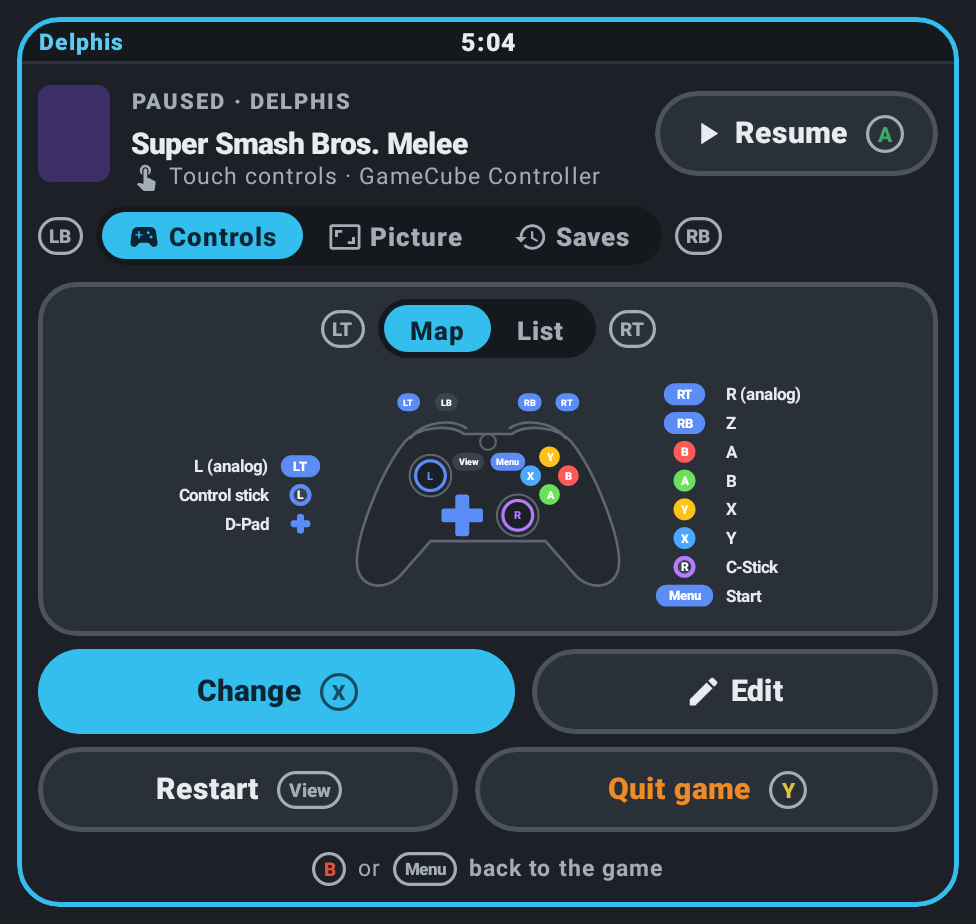 Delphis 5:04
PAUSED · DELPHIS
Super Smash Bros. Melee
Touch controls · GameCube Controller
Resume A
LB Controls Picture Saves RB
LT Map List RT
LT LB RB RT
View Menu
L X Y B A
R
L (analog) LT
Control stick L
D-Pad
RT R (analog)
RB Z
B A
A B
Y X
X Y
R C-Stick
Menu Start
Change X
Edit
Restart View
Quit game Y
B or Menu back to the game